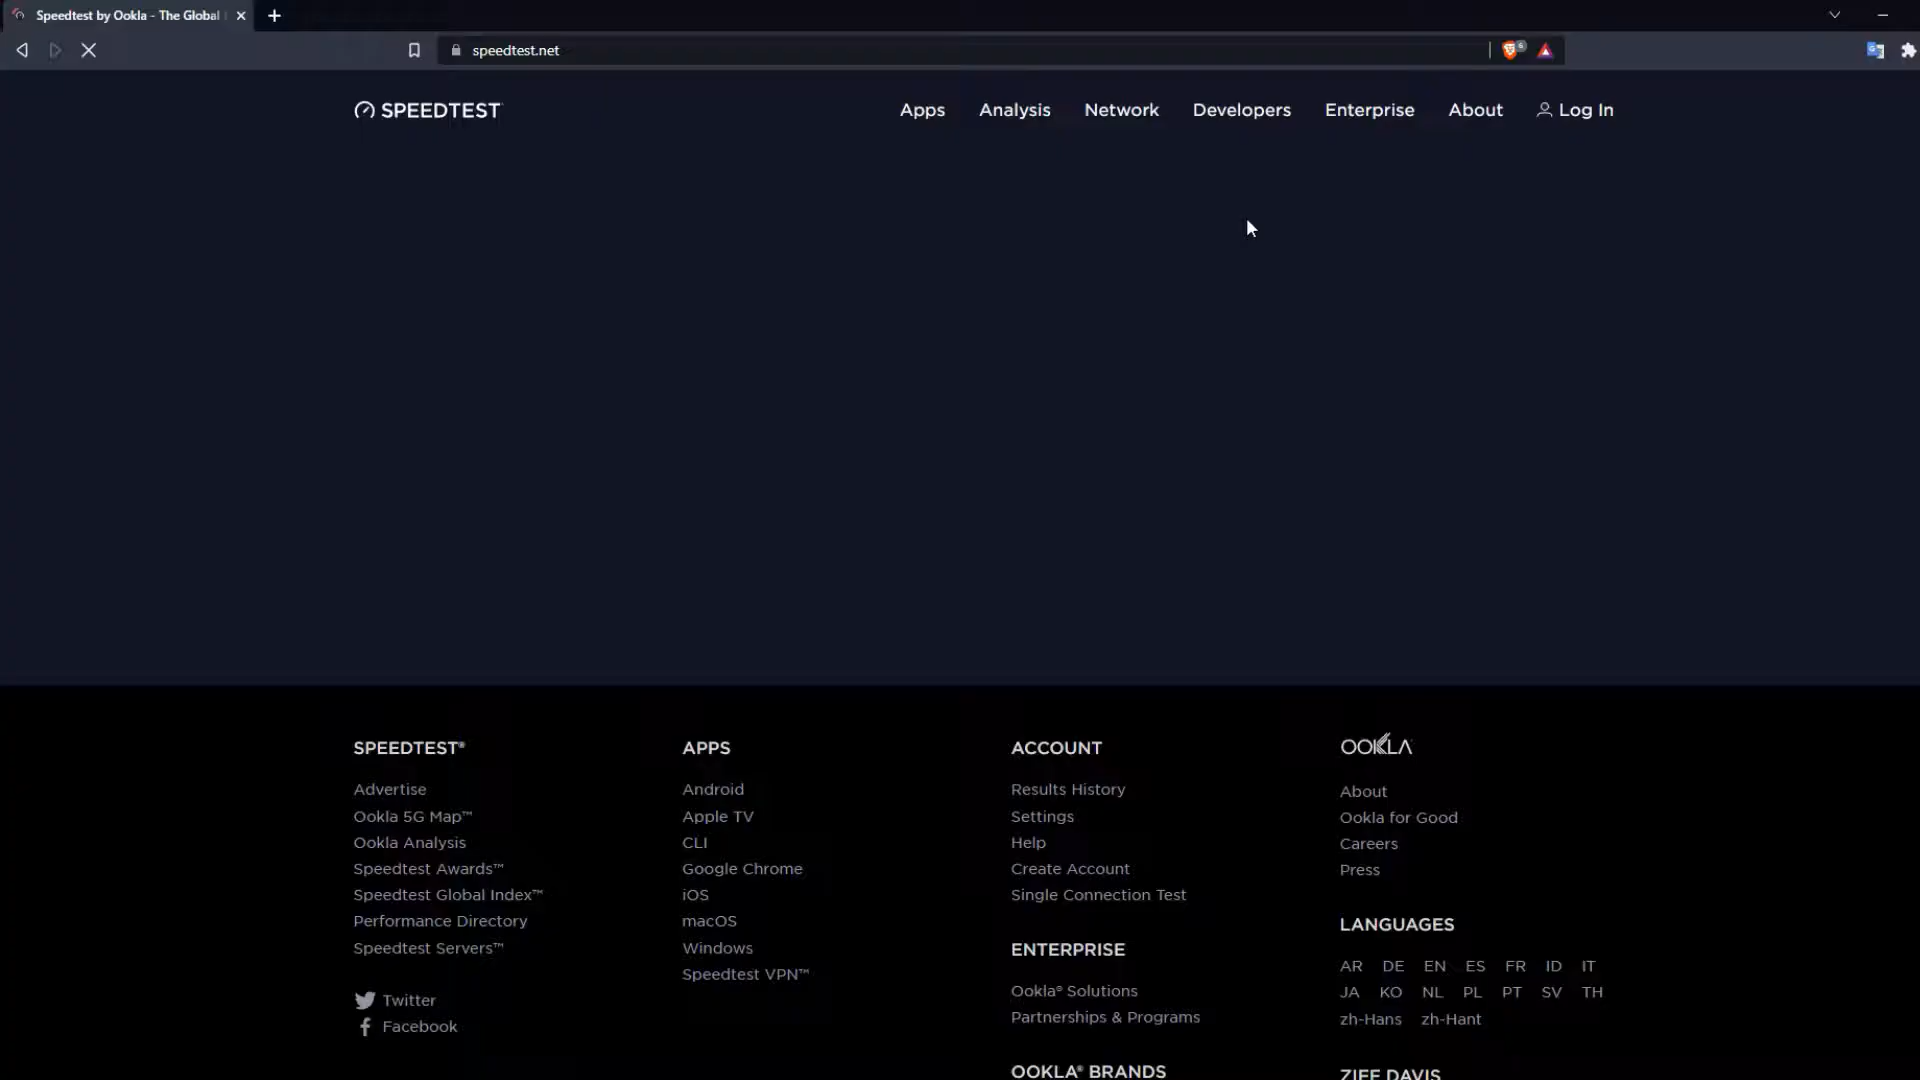 Speedtest by Ookla - The Global
speedtest.net
6
SPEEDTEST
Apps Analysis Network Developers Enterprise About Log In
SPEEDTEST®
Advertise
Ookla 5G Map™
Ookla Analysis
Speedtest Awards™
Speedtest Global Index™
Performance Directory
Speedtest Servers™
Twitter
Facebook
APPS
Android
Apple TV
CLI
Google Chrome
iOS
macOS
Windows
Speedtest VPN™
ACCOUNT
Results History
Settings
Help
Create Account
Single Connection Test
ENTERPRISE
Ookla® Solutions
Partnerships & Programs
OOKLA® BRANDS
OOKLA
About
Ookla for Good
Careers
Press
LANGUAGES
AR DE EN ES FR ID IT
JA KO NL PL PT SV TH
zh-Hans zh-Hant
ZIFF DAVIS